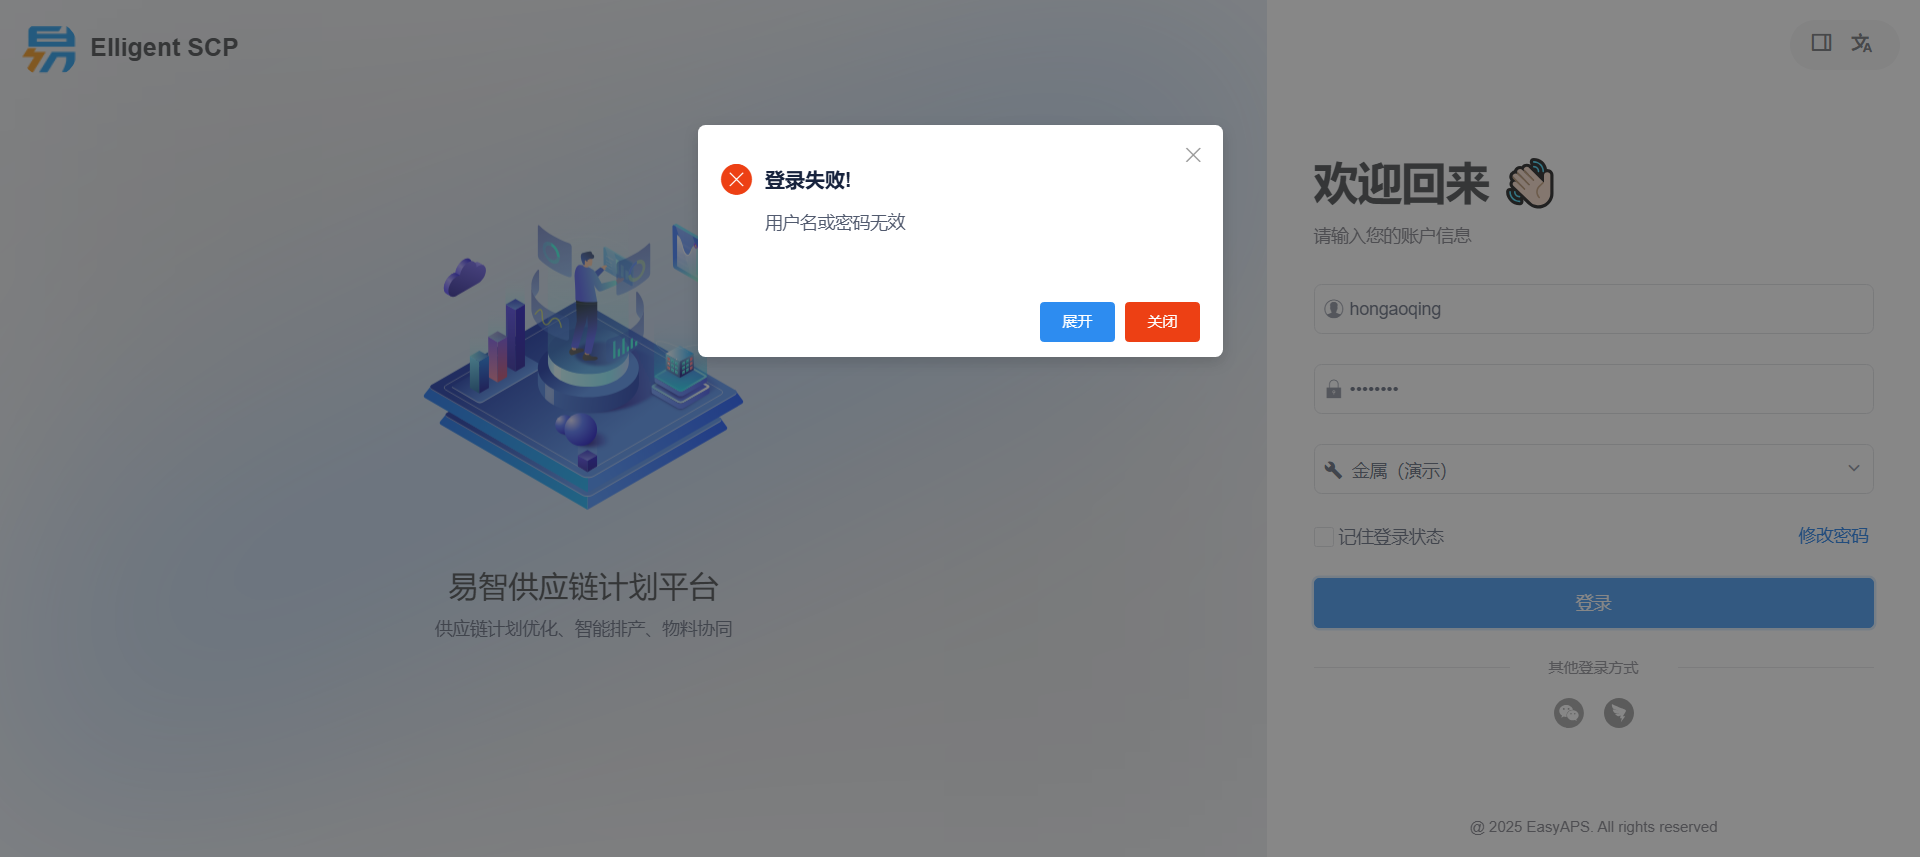 Elligent SCP
登录失败!
用户名或密码无效
展开
关闭
易智供应链计划平台
供应链计划优化、智能排产、物料协同
欢迎回来
请输入您的账户信息
hongaoqing
••••••••
金属（演示）
记住登录状态
修改密码
登录
其他登录方式
@ 2025 EasyAPS. All rights reserved